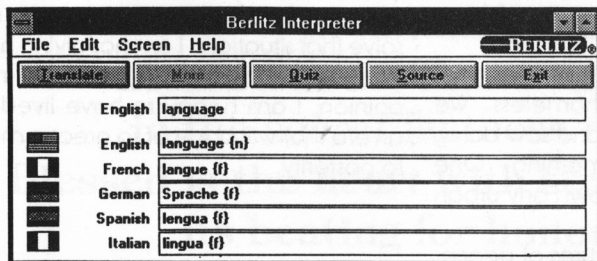 Berlitz Interpreter
File Edit Screen Help BERLITZ®
Translate More Quiz Source Exit
English language
English language {n}
French langue {f}
German Sprache {f}
Spanish lengua {f}
Italian lingua {f}